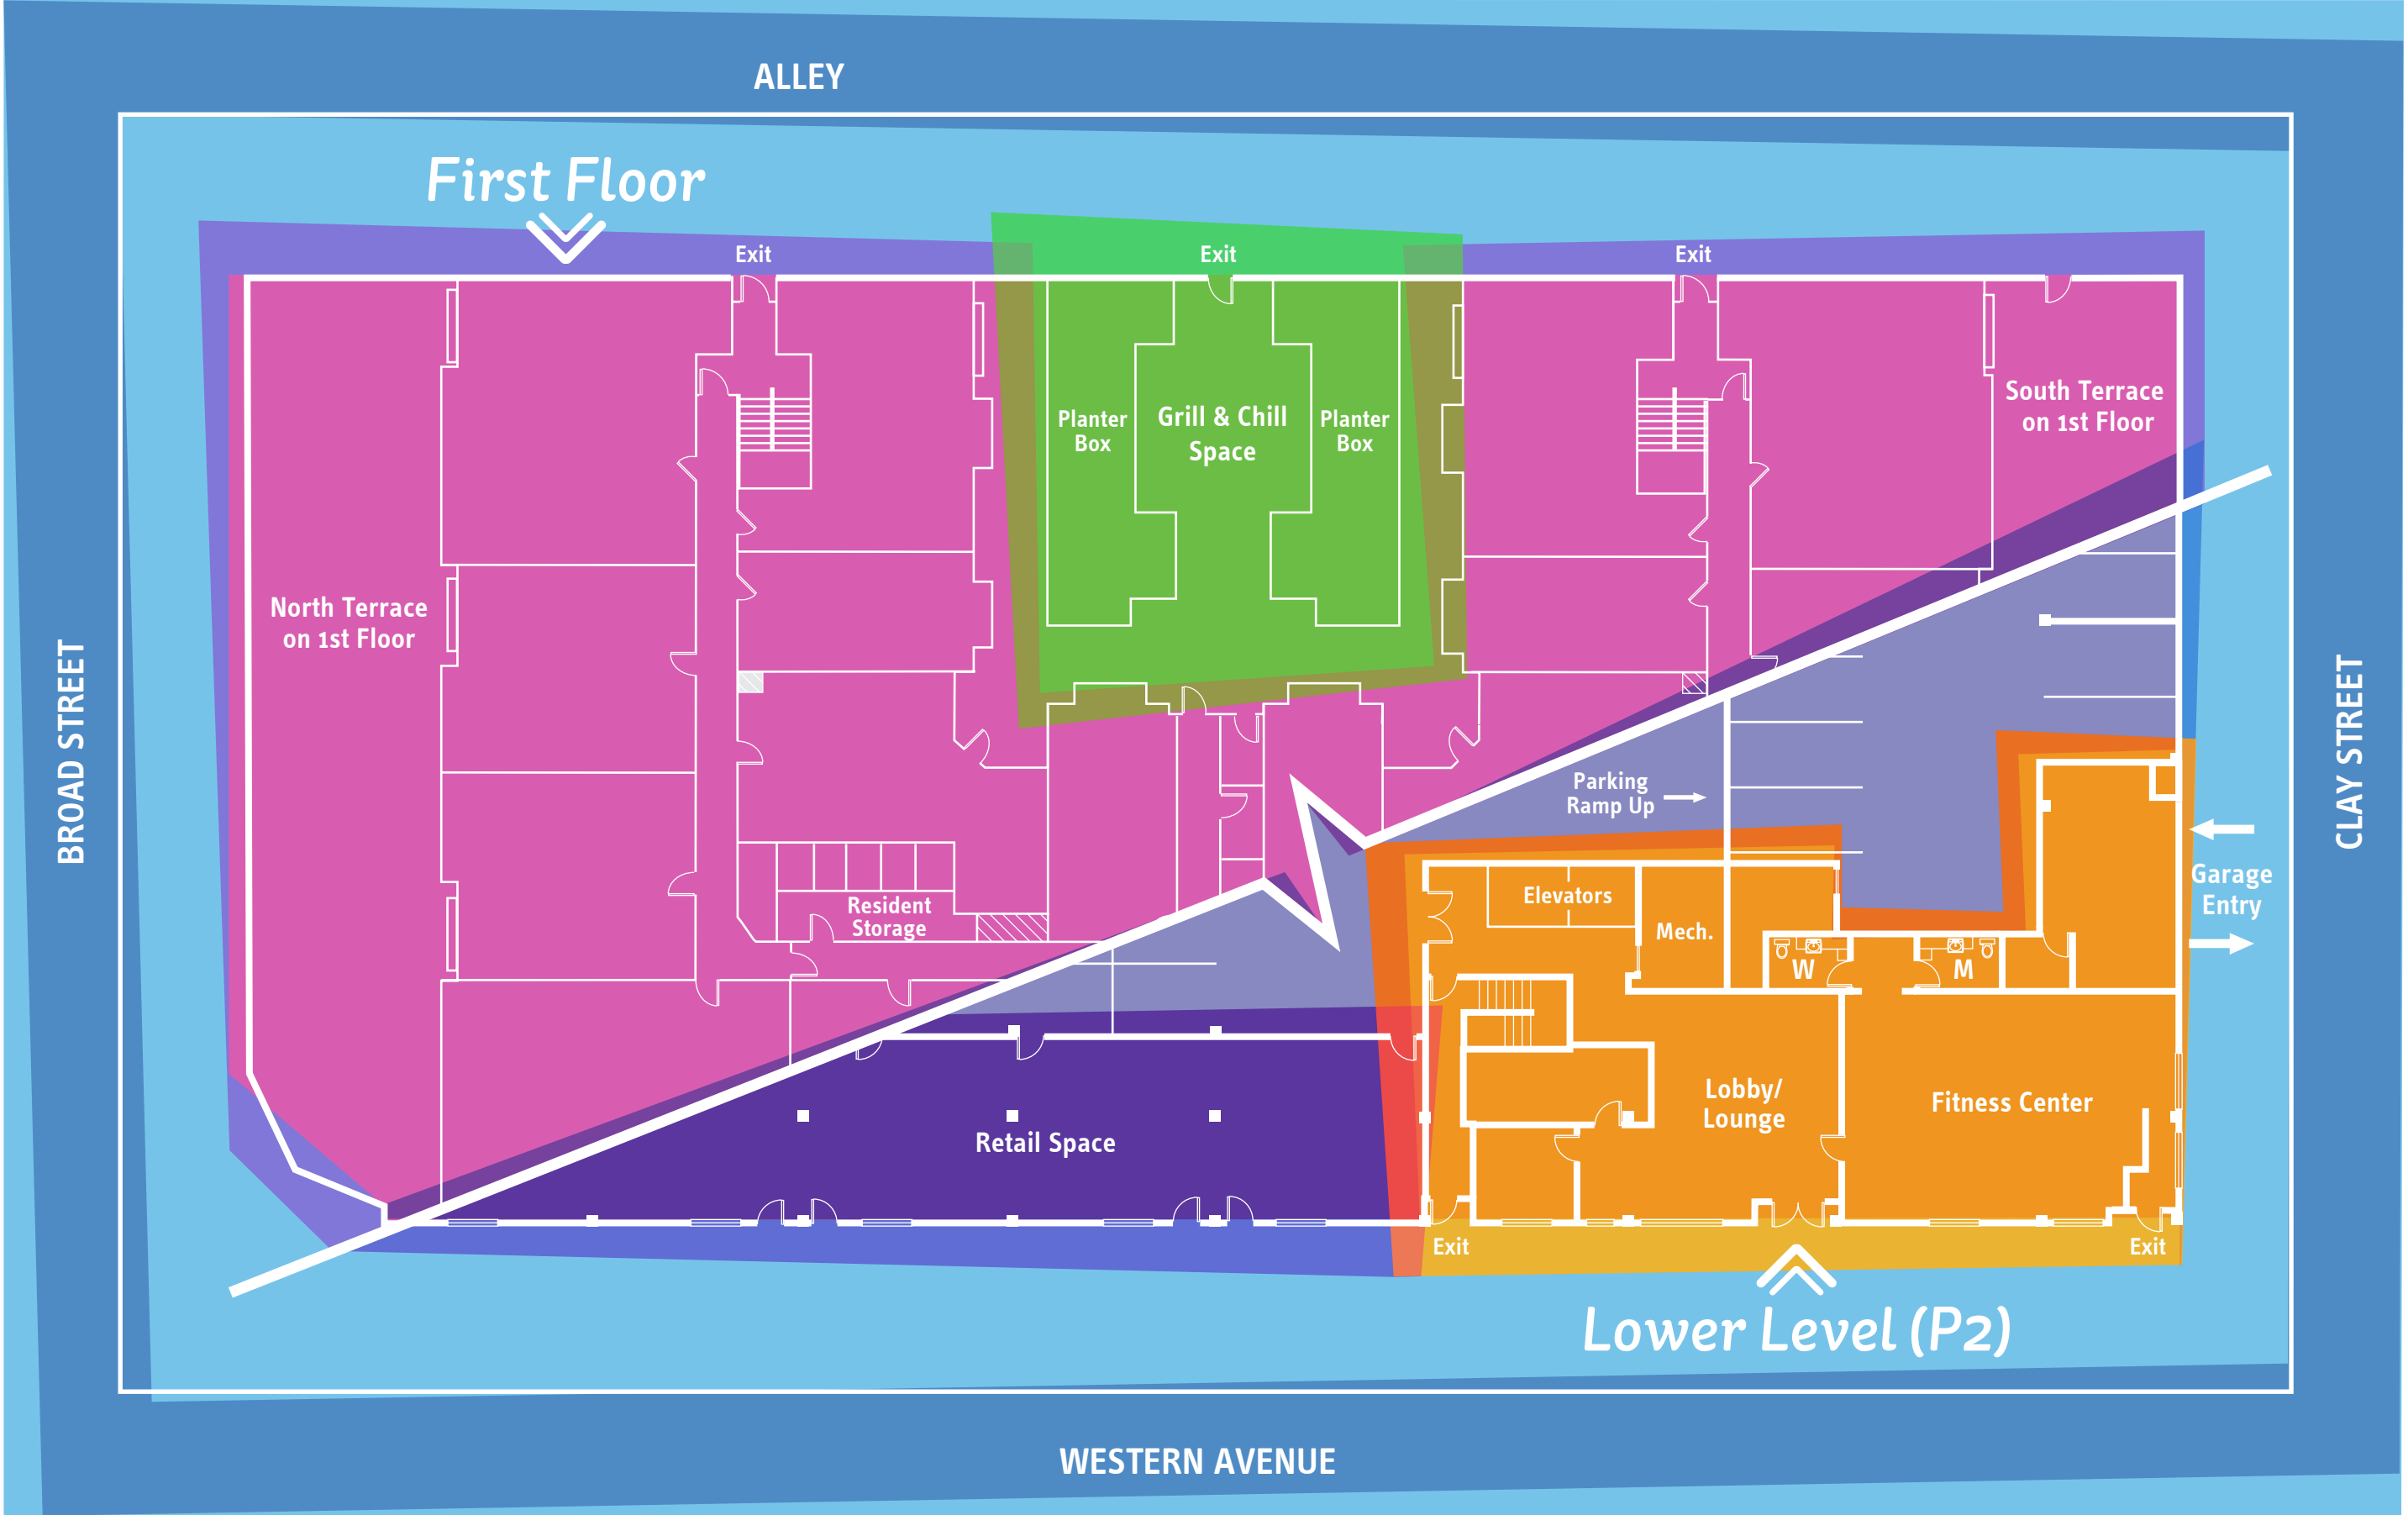 ALLEY
First Floor
Exit
Exit
Exit
Planter
Box
Grill & Chill
Space
Planter
Box
South Terrace
on 1st Floor
North Terrace
on 1st Floor
BROAD STREET
CLAY STREET
Parking
Ramp Up
Garage
Entry
Elevators
Mech.
Resident
Storage
W
M
Lobby/
Lounge
Fitness Center
Retail Space
Exit
Exit
Lower Level (P2)
WESTERN AVENUE